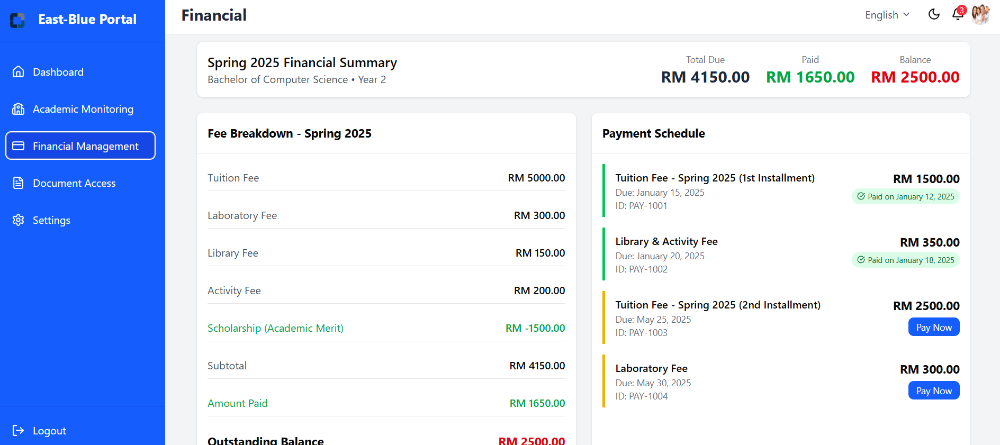 East-Blue Portal
Dashboard
Academic Monitoring
Financial Management
Document Access
Settings
Logout
Financial
English
3
Spring 2025 Financial Summary
Bachelor of Computer Science • Year 2
Total Due
RM 4150.00
Paid
RM 1650.00
Balance
RM 2500.00
Fee Breakdown - Spring 2025
Tuition Fee RM 5000.00
Laboratory Fee RM 300.00
Library Fee RM 150.00
Activity Fee RM 200.00
Scholarship (Academic Merit) RM -1500.00
Subtotal RM 4150.00
Amount Paid RM 1650.00
Outstanding Balance RM 2500.00
Payment Schedule
Tuition Fee - Spring 2025 (1st Installment) RM 1500.00
Due: January 15, 2025 Paid on January 12, 2025
ID: PAY-1001
Library & Activity Fee RM 350.00
Due: January 20, 2025 Paid on January 18, 2025
ID: PAY-1002
Tuition Fee - Spring 2025 (2nd Installment) RM 2500.00
Due: May 25, 2025 Pay Now
ID: PAY-1003
Laboratory Fee RM 300.00
Due: May 30, 2025 Pay Now
ID: PAY-1004